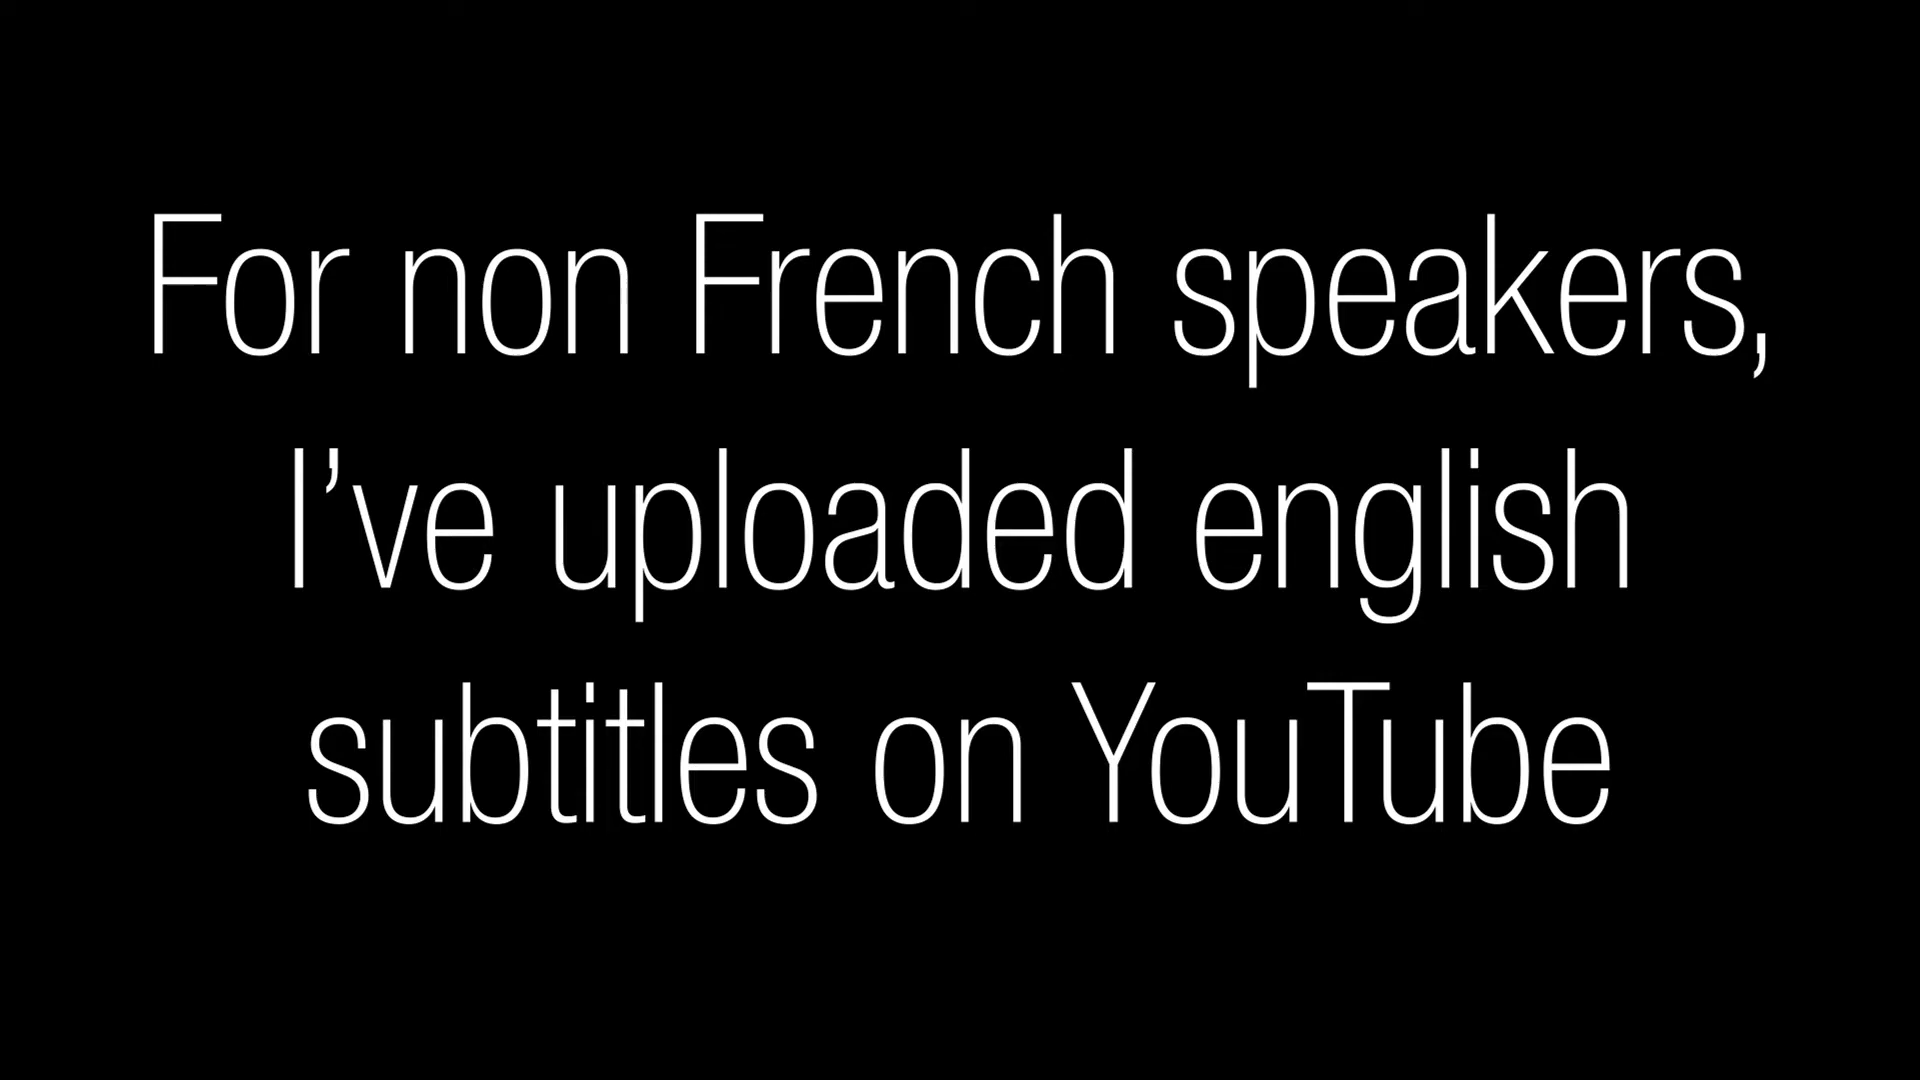 For non French speakers,
I’ve uploaded english
subtitles on YouTube